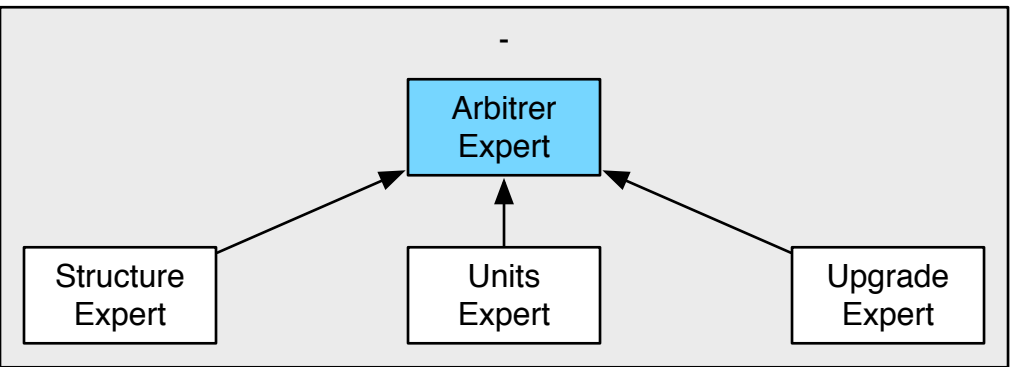 -
Arbitrer
Expert
Structure
Expert
Units
Expert
Upgrade
Expert